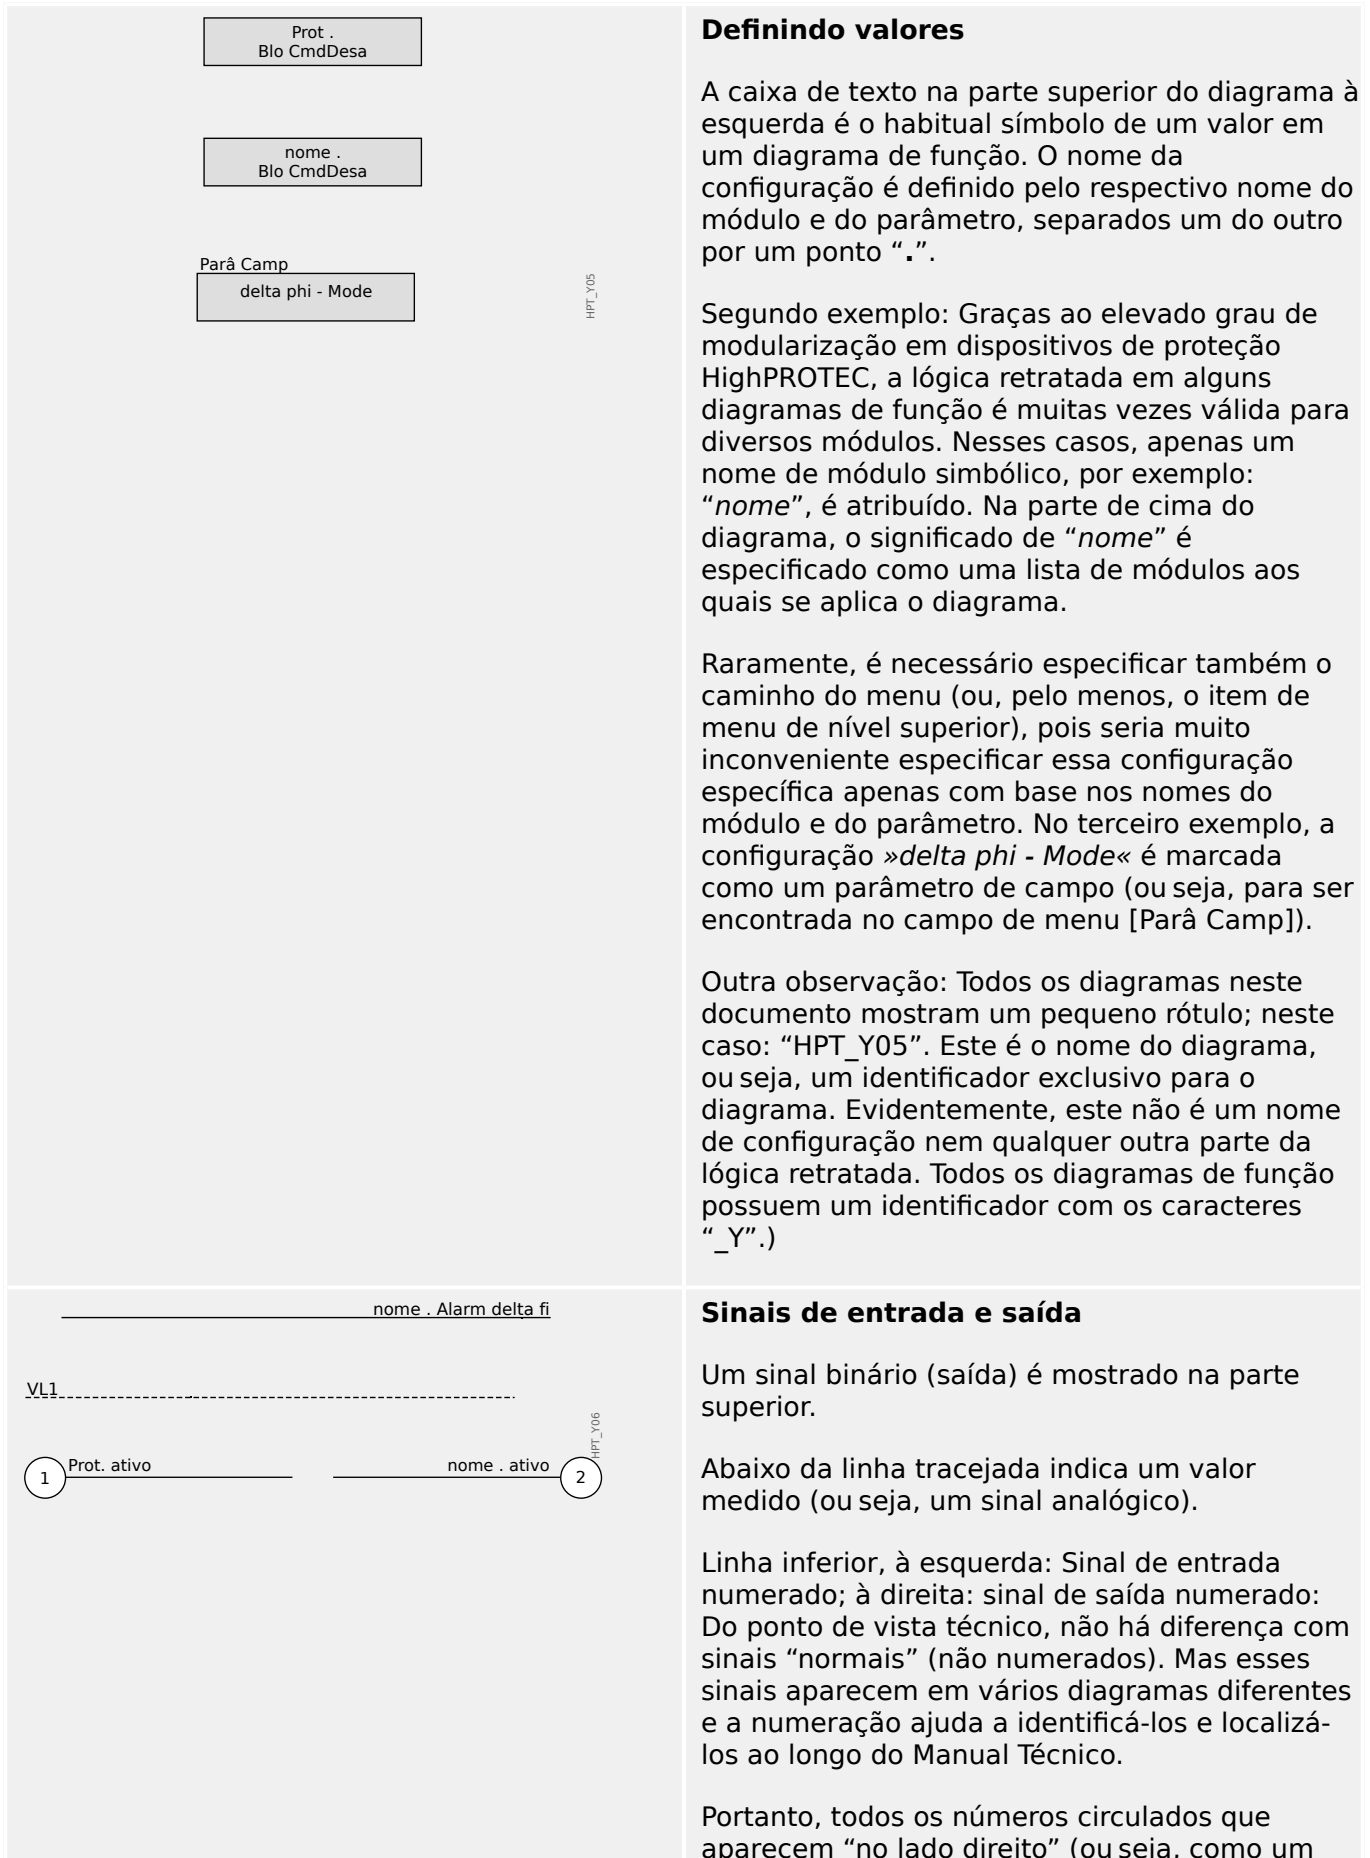 Prot .
Blo CmdDesa
nome .
Blo CmdDesa
Parâ Camp
delta phi - Mode
HPT_Y05
Definindo valores
A caixa de texto na parte superior do diagrama à
esquerda é o habitual símbolo de um valor em
um diagrama de função. O nome da
configuração é definido pelo respectivo nome do
módulo e do parâmetro, separados um do outro
por um ponto “.”.
Segundo exemplo: Graças ao elevado grau de
modularização em dispositivos de proteção
HighPROTEC, a lógica retratada em alguns
diagramas de função é muitas vezes válida para
diversos módulos. Nesses casos, apenas um
nome de módulo simbólico, por exemplo:
“nome”, é atribuído. Na parte de cima do
diagrama, o significado de “nome” é
especificado como uma lista de módulos aos
quais se aplica o diagrama.
Raramente, é necessário especificar também o
caminho do menu (ou, pelo menos, o item de
menu de nível superior), pois seria muito
inconveniente especificar essa configuração
específica apenas com base nos nomes do
módulo e do parâmetro. No terceiro exemplo, a
configuração »delta phi - Mode« é marcada
como um parâmetro de campo (ou seja, para ser
encontrada no campo de menu [Parâ Camp]).
Outra observação: Todos os diagramas neste
documento mostram um pequeno rótulo; neste
caso: “HPT_Y05”. Este é o nome do diagrama,
ou seja, um identificador exclusivo para o
diagrama. Evidentemente, este não é um nome
de configuração nem qualquer outra parte da
lógica retratada. Todos os diagramas de função
possuem um identificador com os caracteres
“_Y”.)
nome . Alarm delta fi
VL1
HPT_Y06
1 Prot. ativo nome . ativo 2
Sinais de entrada e saída
Um sinal binário (saída) é mostrado na parte
superior.
Abaixo da linha tracejada indica um valor
medido (ou seja, um sinal analógico).
Linha inferior, à esquerda: Sinal de entrada
numerado; à direita: sinal de saída numerado:
Do ponto de vista técnico, não há diferença com
sinais “normais” (não numerados). Mas esses
sinais aparecem em vários diagramas diferentes
e a numeração ajuda a identificá-los e localizá-
los ao longo do Manual Técnico.
Portanto, todos os números circulados que
aparecem “no lado direito” (ou seja, como um